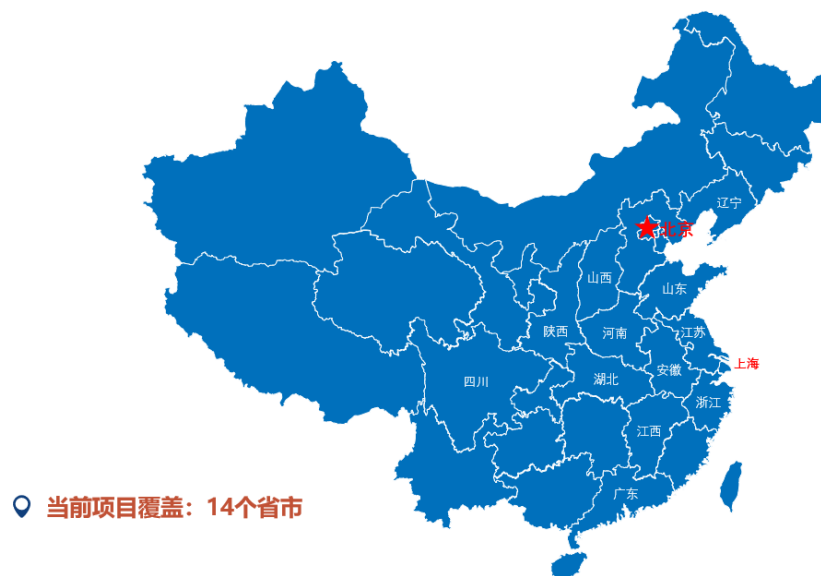 辽宁
北京
山西
山东
陕西
河南
江苏
上海
安徽
四川
湖北
浙江
江西
广东
当前项目覆盖：14个省市